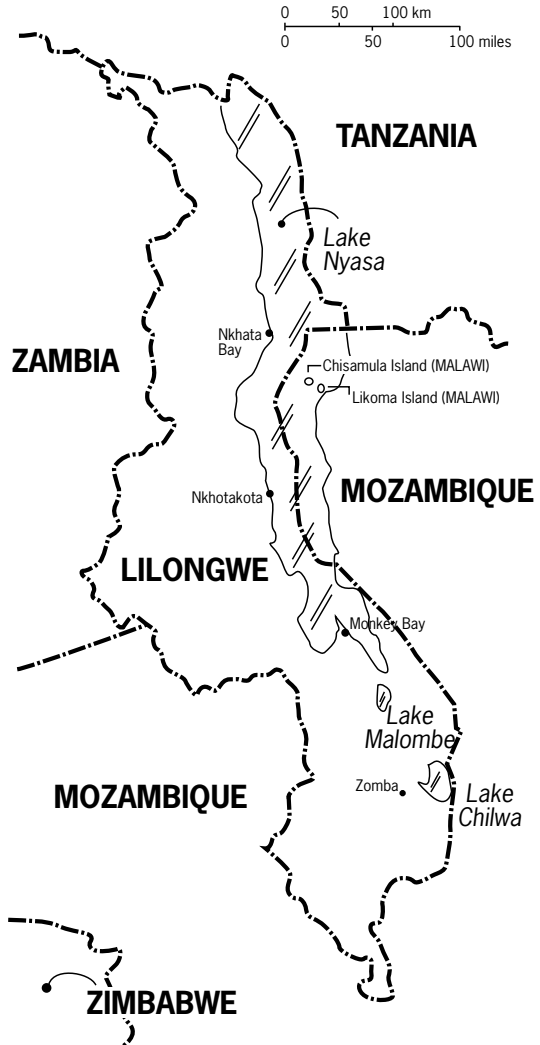 0 50 100 km
0 50 100 miles
TANZANIA
Lake
Nyasa
Nkhata
Bay
ZAMBIA
Chisamula Island (MALAWI)
Likoma Island (MALAWI)
Nkhotakota
MOZAMBIQUE
LILONGWE
Monkey Bay
Lake
Malombe
MOZAMBIQUE
Zomba
Lake
Chilwa
ZIMBABWE